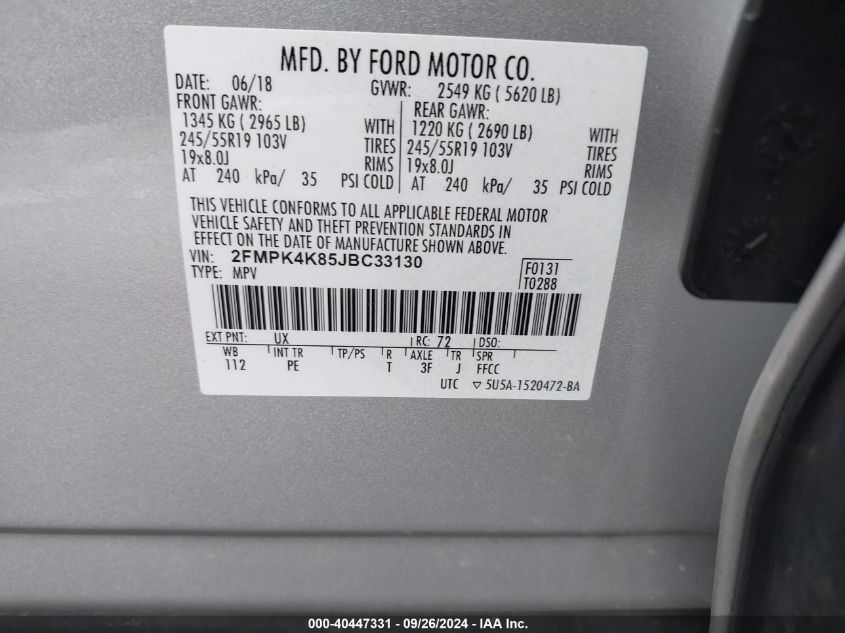 MFD. BY FORD MOTOR CO.
DATE: 06/18 GVWR: 2549 KG ( 5620 LB)
FRONT GAWR: REAR GAWR:
1345 KG ( 2965 LB) WITH 1220 KG ( 2690 LB) WITH
245/55R19 103V TIRES 245/55R19 103V TIRES
19x8.0J RIMS 19x8.0J RIMS
AT 240 kPa/ 35 PSI COLD AT 240 kPa/ 35 PSI COLD
THIS VEHICLE CONFORMS TO ALL APPLICABLE FEDERAL MOTOR
VEHICLE SAFETY AND THEFT PREVENTION STANDARDS IN
EFFECT ON THE DATE OF MANUFACTURE SHOWN ABOVE.
VIN: 2FMPK4K85JBC33130 F0131
TYPE: MPV T0288
EXT PNT: UX RC: 72 DSO:
WB INT TR TP/PS R AXLE TR SPR
112 PE T 3F J FFCC
UTC ▽ 5U5A-1520472-BA
000-40447331 - 09/26/2024 - IAA Inc.